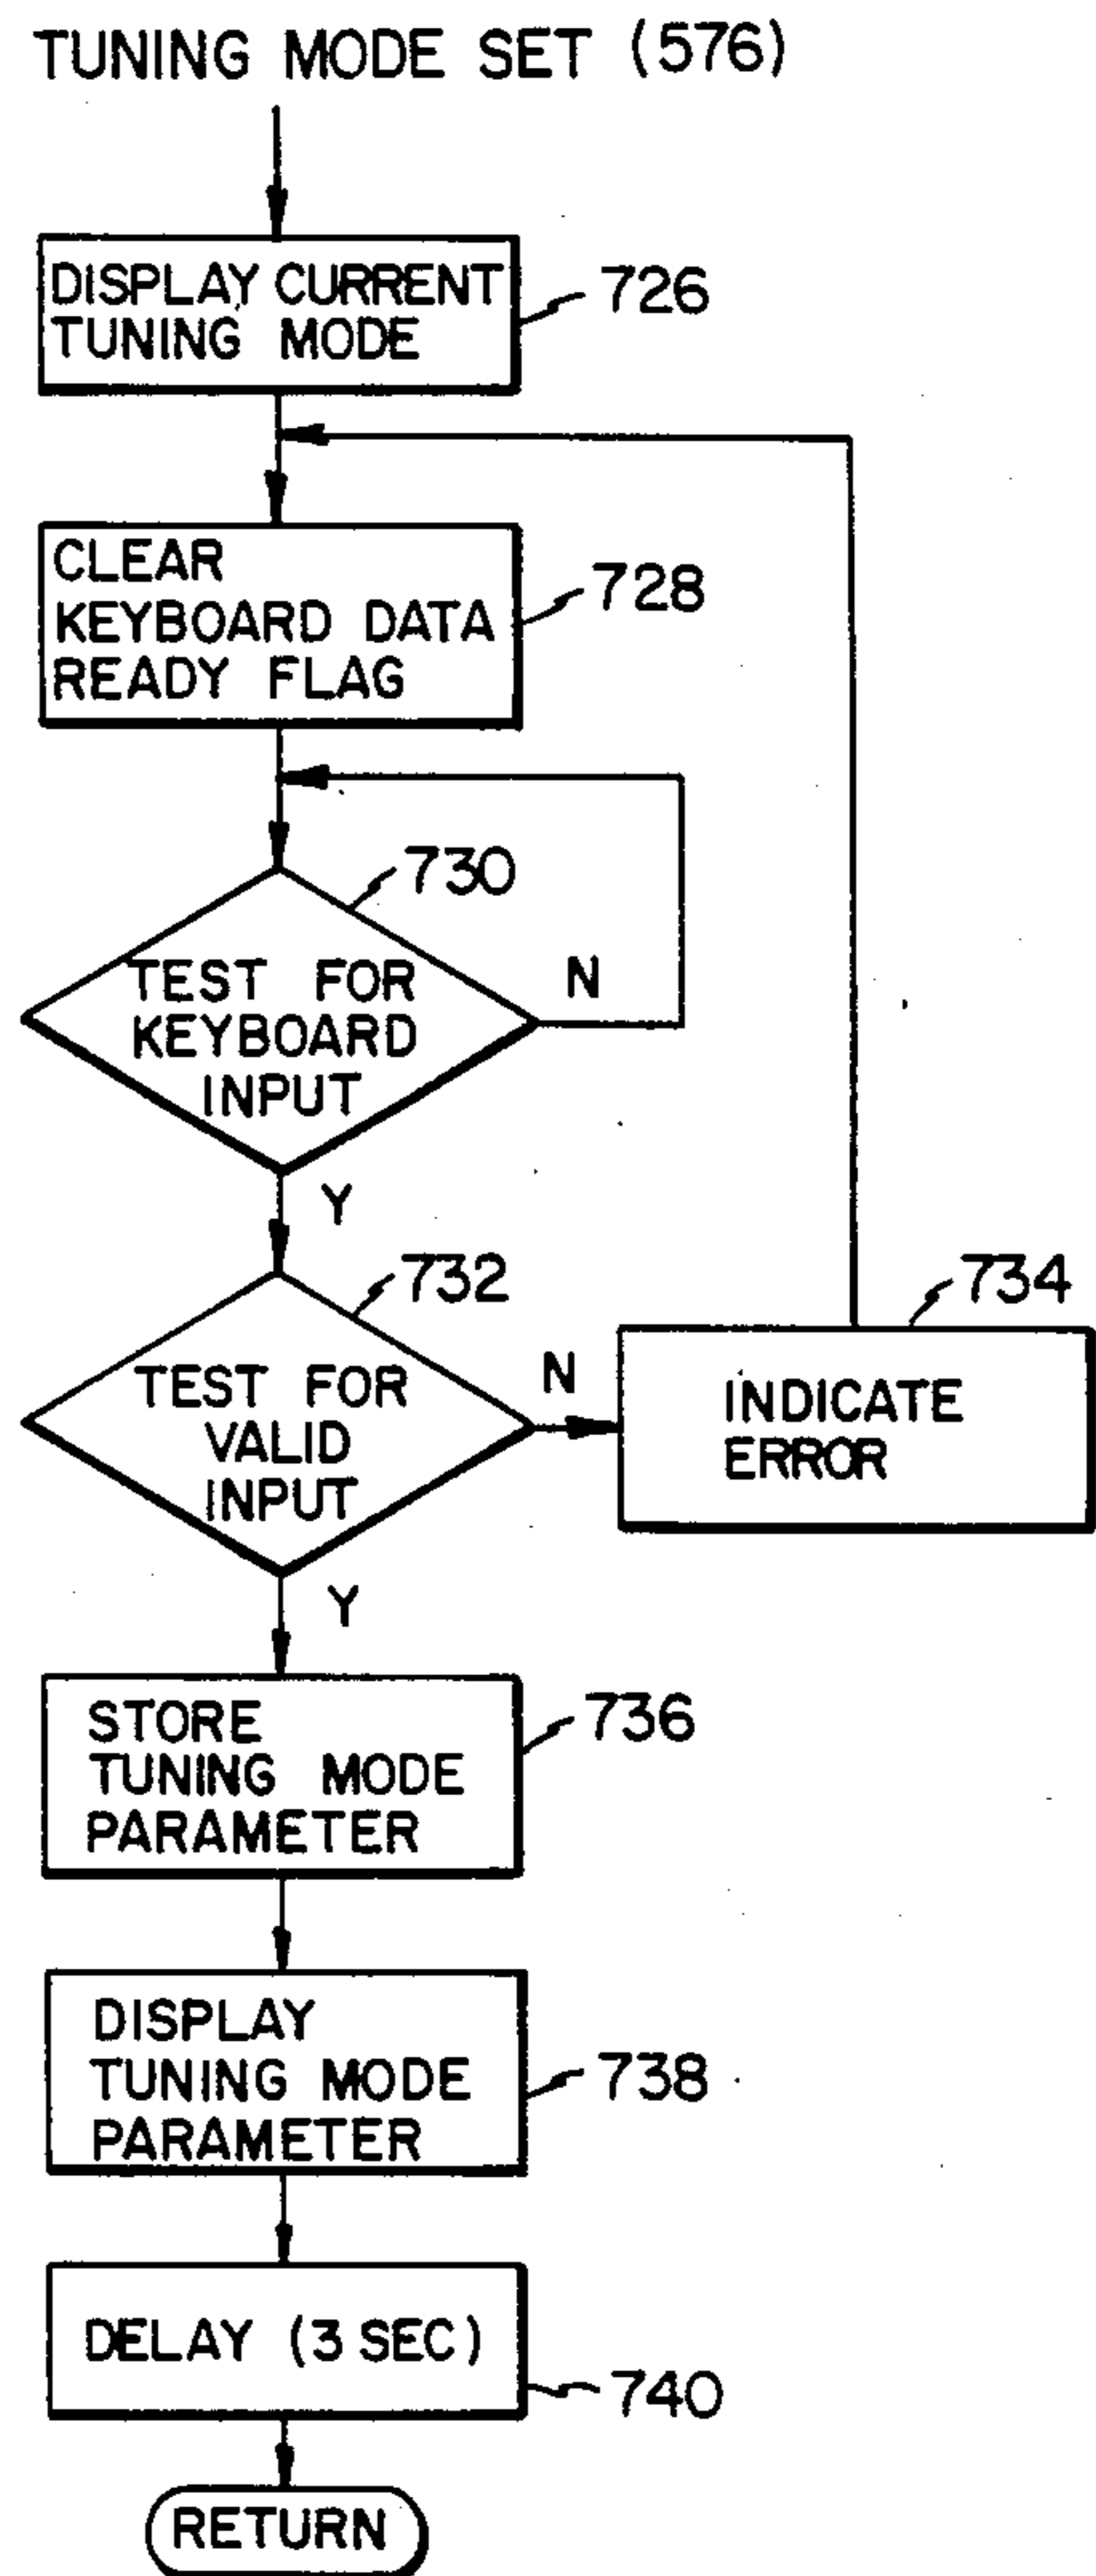 TUNING MODE SET (576)
DISPLAY CURRENT
TUNING MODE
726
CLEAR
KEYBOARD DATA
READY FLAG
728
730
TEST FOR
KEYBOARD
INPUT
N
Y
732
TEST FOR
VALID
INPUT
N
734
INDICATE
ERROR
Y
STORE
TUNING MODE
PARAMETER
736
DISPLAY
TUNING MODE
PARAMETER
738
DELAY (3 SEC)
740
RETURN